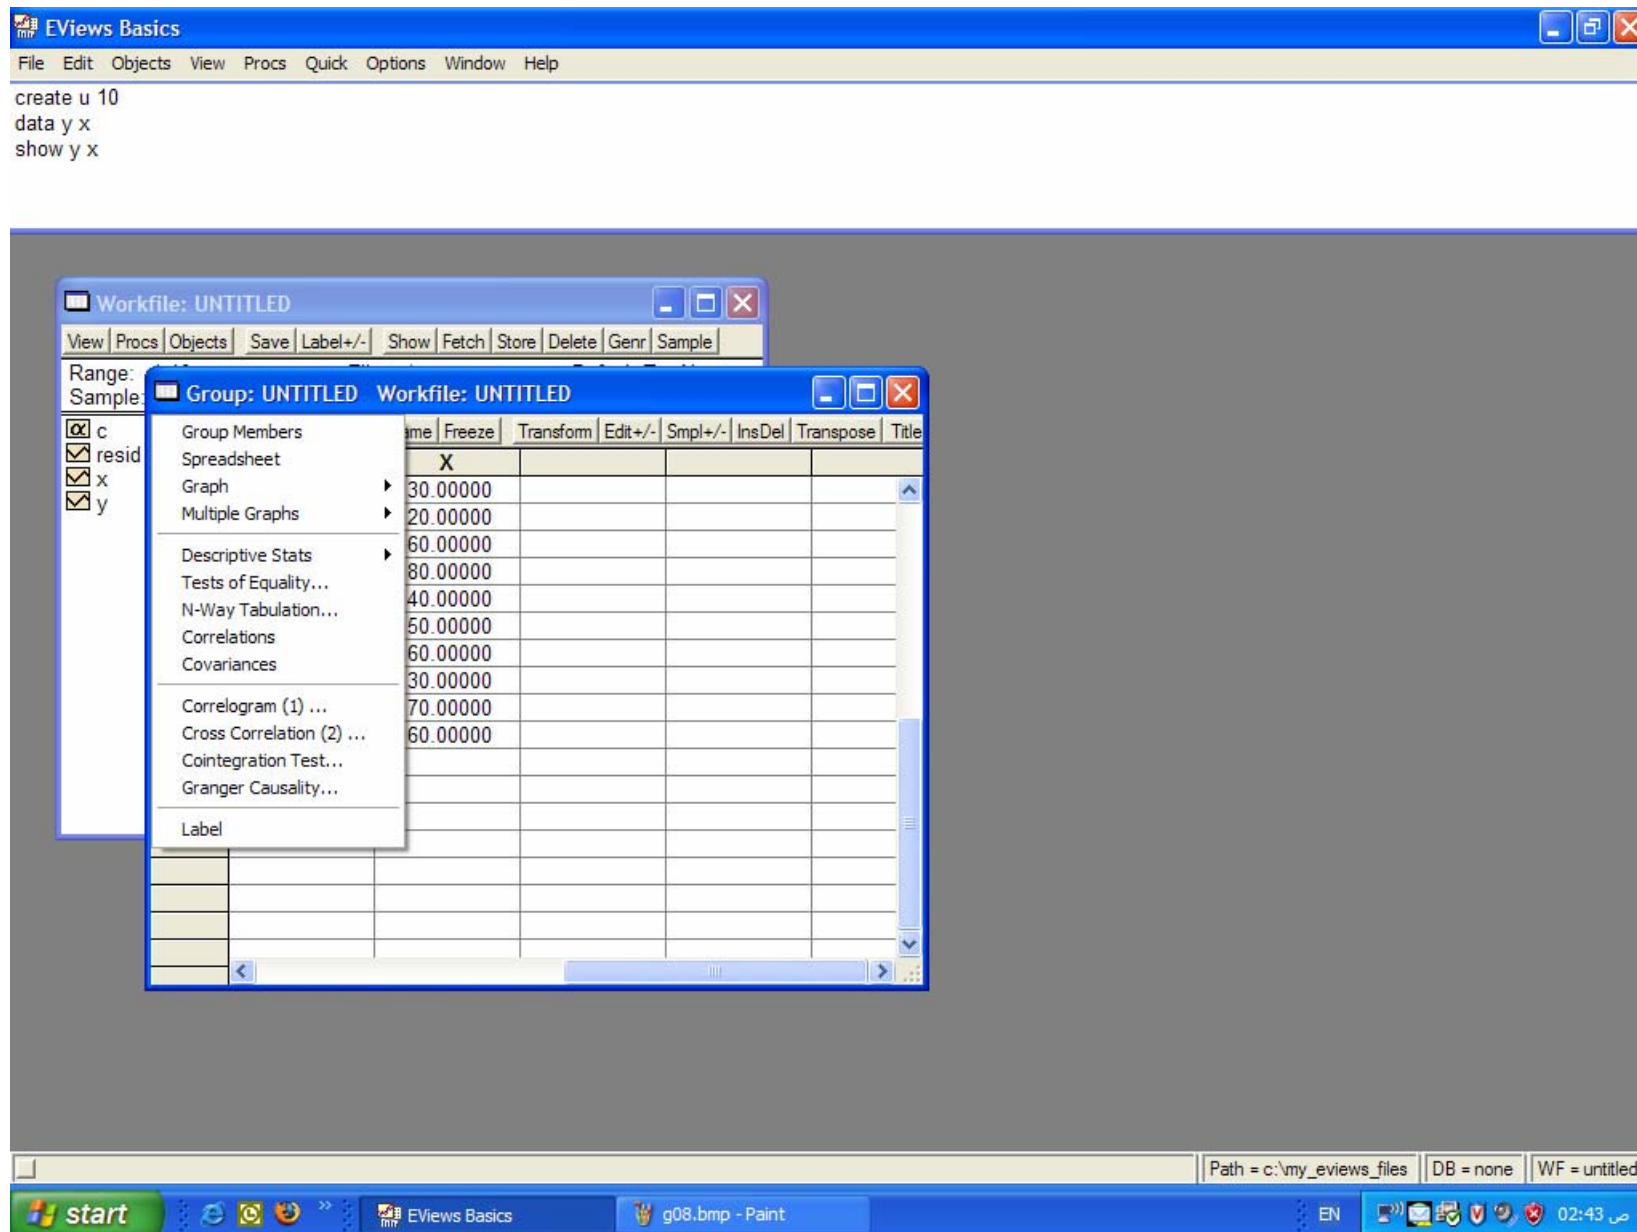 EViews Basics
File Edit Objects View Procs Quick Options Window Help
create u 10
data y x
show y x
Workfile: UNTITLED
View Procs Objects Save Label+/- Show Fetch Store Delete Genr Sample
Range:
Sample:
c
resid
x
y
Group: UNTITLED Workfile: UNTITLED
Freeze Transform Edit+/- Smpl+/- InsDel Transpose Title
X
30.00000
20.00000
60.00000
80.00000
40.00000
50.00000
60.00000
30.00000
70.00000
60.00000
Group Members
Spreadsheet
Graph
Multiple Graphs
Descriptive Stats
Tests of Equality...
N-Way Tabulation...
Correlations
Covariances
Correlogram (1) ...
Cross Correlation (2) ...
Cointegration Test...
Granger Causality...
Label
Path = c:\my_eviews_files DB = none WF = untitled
start EViews Basics g08.bmp - Paint EN 02:43 ص